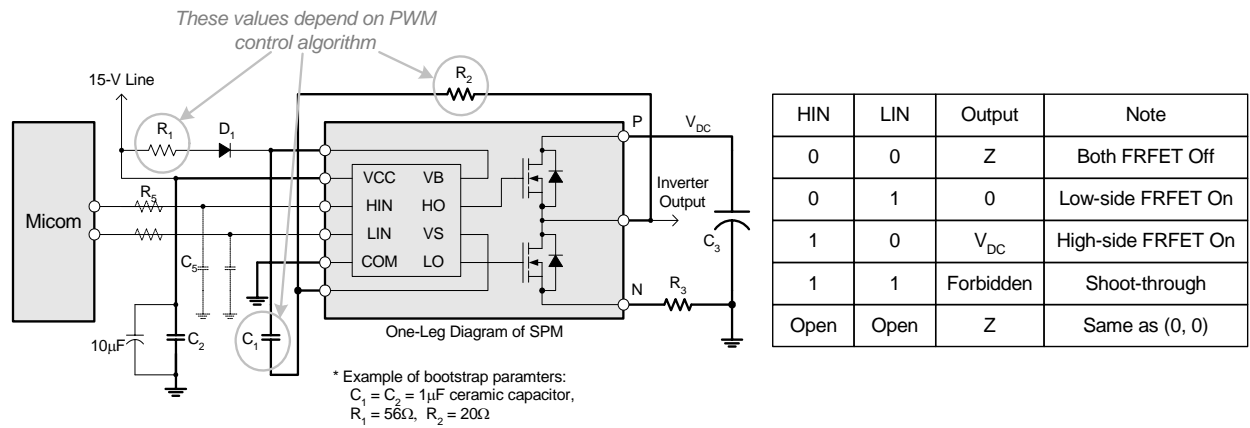 These values depend on PWM
control algorithm
R2
15-V Line
R1
D1
P
VDC
VCC VB
HIN HO
LIN VS
COM LO
Micom
R5
C5
Inverter
Output
C3
N
R3
10μF
C2
C1
One-Leg Diagram of SPM
* Example of bootstrap paramters:
C1 = C2 = 1μF ceramic capacitor,
R1 = 56Ω, R2 = 20Ω
HIN LIN Output Note
0 0 Z Both FRFET Off
0 1 0 Low-side FRFET On
1 0 VDC High-side FRFET On
1 1 Forbidden Shoot-through
Open Open Z Same as (0, 0)